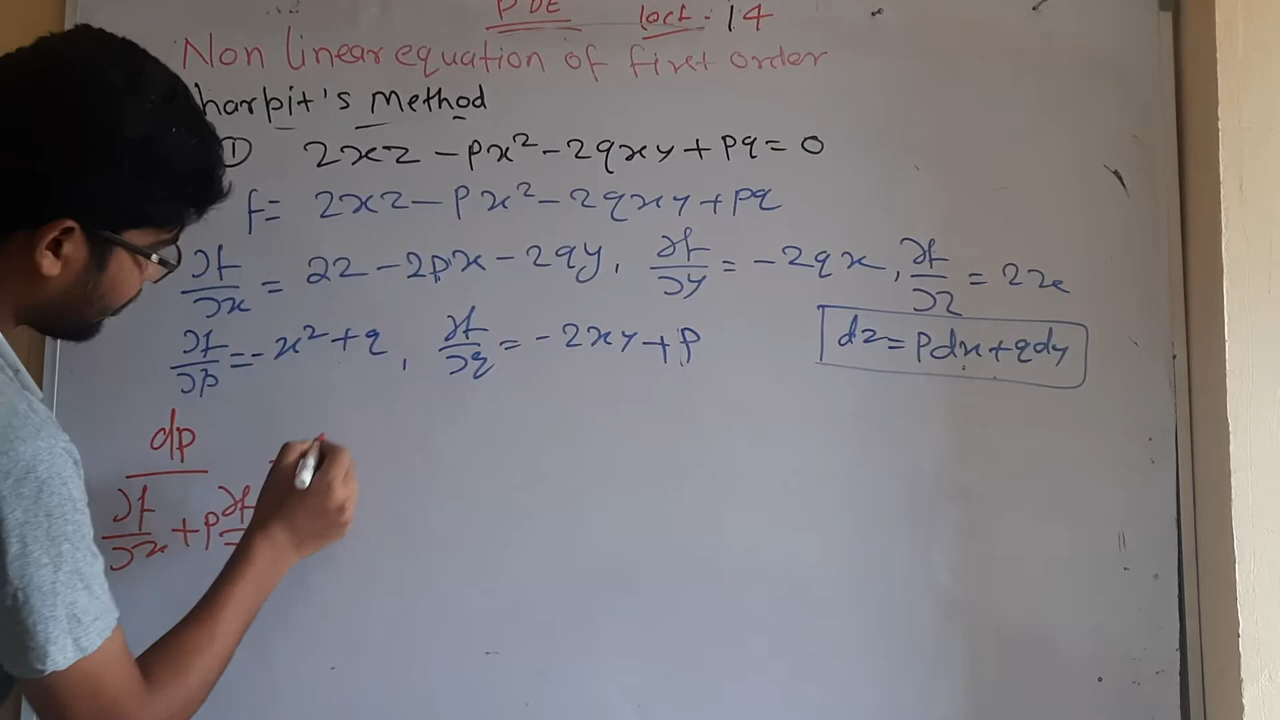 PDE Lect:- 14
Non linear equation of first order
harpit's Method
① 2xz - px² - 2qxy + pq = 0
f = 2xz - px² - 2qxy + pq
∂f/∂x = 2z - 2px - 2qy, ∂f/∂y = -2qx, ∂f/∂z = 2x
∂f/∂p = -x² + q, ∂f/∂q = -2xy + p dz = pdx + qdy
dp
∂f/∂x + p ∂f